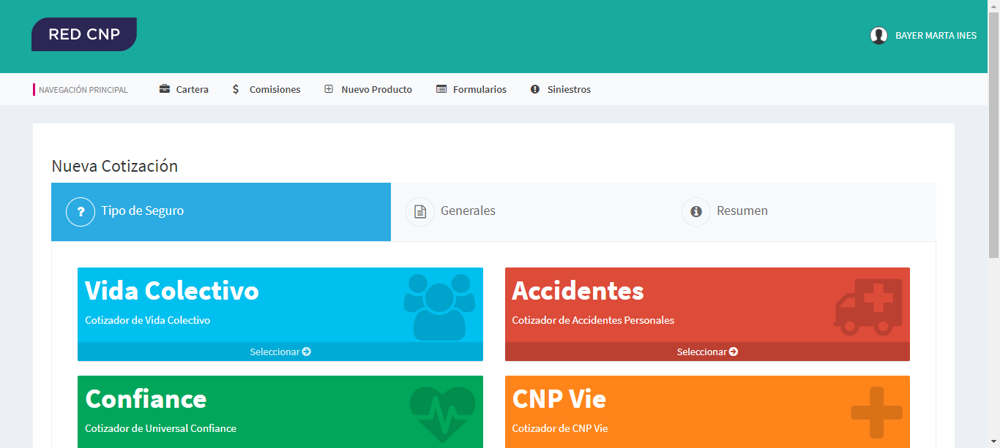 RED CNP
BAYER MARTA INES
NAVEGACIÓN PRINCIPAL
Cartera
$ Comisiones
Nuevo Producto
Formularios
Siniestros
Nueva Cotización
? Tipo de Seguro
Generales
Resumen
Vida Colectivo
Cotizador de Vida Colectivo
Seleccionar
Accidentes
Cotizador de Accidentes Personales
Seleccionar
Confiance
Cotizador de Universal Confiance
CNP Vie
Cotizador de CNP Vie